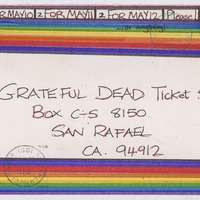 R MAY 10 2 FOR MAY 11 2 FOR MAY 12 Please
GRATEFUL DEAD Ticket S
BOX C-S 8150
SAN RAFAEL
CA. 94912